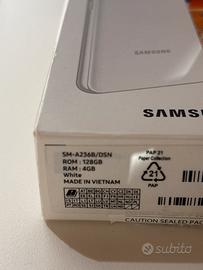 SAMSUNG
SAMS
SM-A236B/DSN
ROM : 128GB
RAM : 4GB
White
MADE IN VIETNAM
PAP 21
Paper Collection
21
PAP
CAUTION SEALED PAC
subito